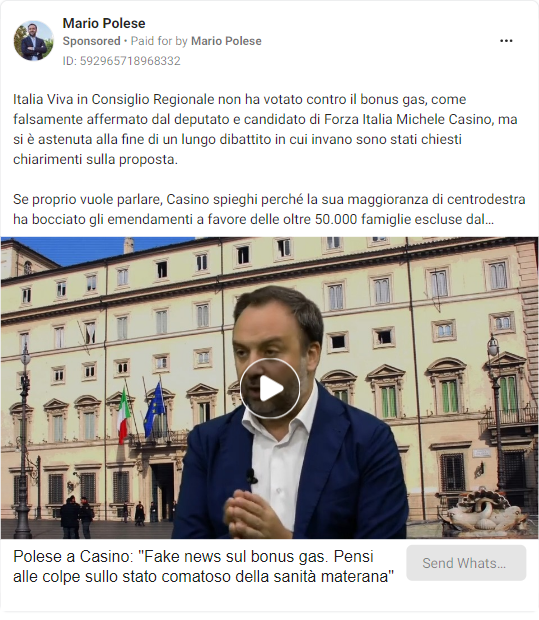 Mario Polese
Sponsored • Paid for by Mario Polese
ID: 592965718968332
Italia Viva in Consiglio Regionale non ha votato contro il bonus gas, come
falsamente affermato dal deputato e candidato di Forza Italia Michele Casino, ma
si è astenuta alla fine di un lungo dibattito in cui invano sono stati chiesti
chiarimenti sulla proposta.
Se proprio vuole parlare, Casino spieghi perché la sua maggioranza di centrodestra
ha bocciato gli emendamenti a favore delle oltre 50.000 famiglie escluse dal...
Polese a Casino: "Fake news sul bonus gas. Pensi
alle colpe sullo stato comatoso della sanità materana"
Send Whats...